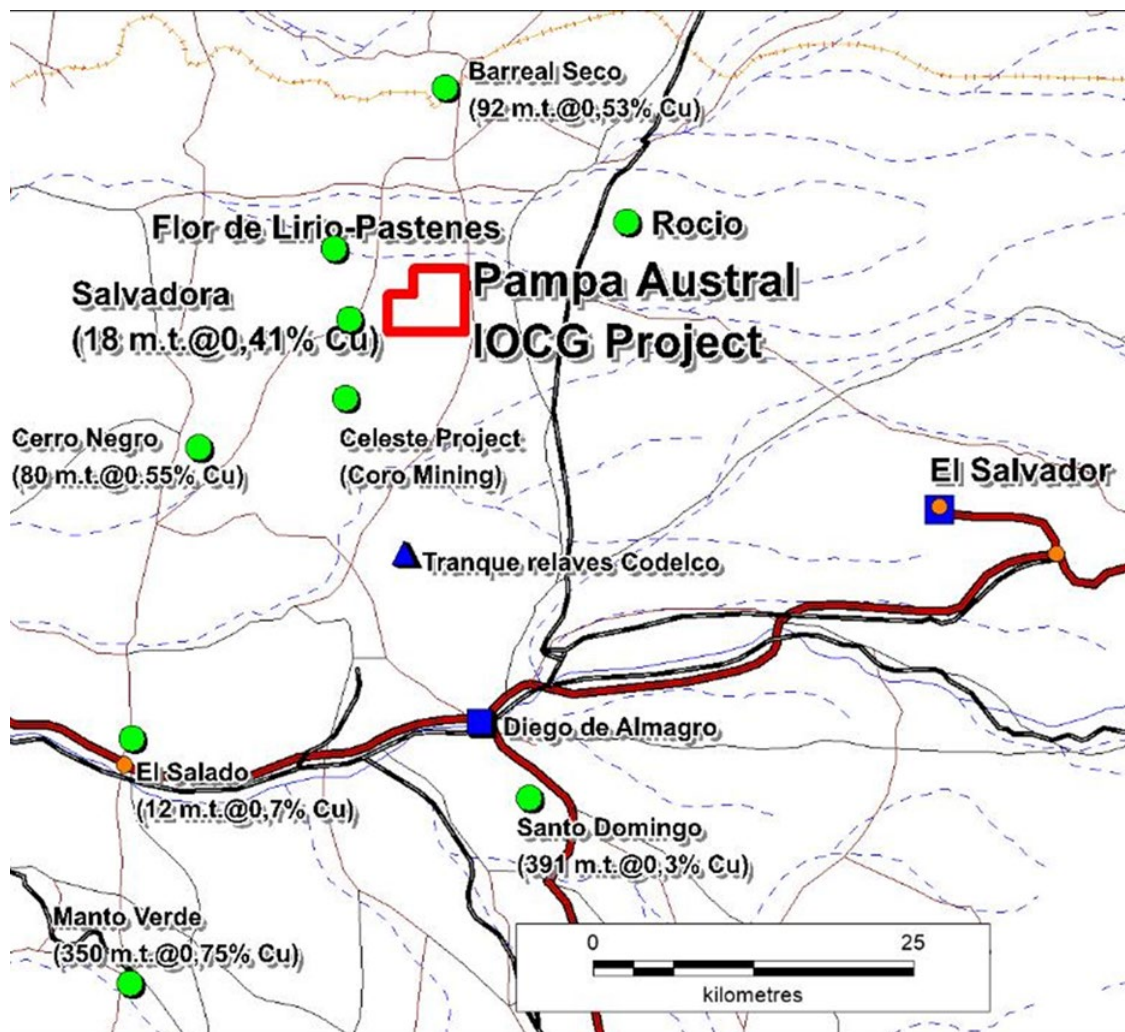 Barreal Seco
(92 m.t.@0,53% Cu)
Flor de Lirio-Pastenes
Rocio
Pampa Austral
IOCG Project
Salvadora
(18 m.t.@0,41% Cu)
Cerro Negro
(80 m.t.@0.55% Cu)
Celeste Project
(Coro Mining)
El Salvador
Tranque relaves Codelco
Diego de Almagro
El Salado
(12 m.t.@0,7% Cu)
Santo Domingo
(391 m.t.@0,3% Cu)
Manto Verde
(350 m.t.@0,75% Cu)
0 25
kilometres